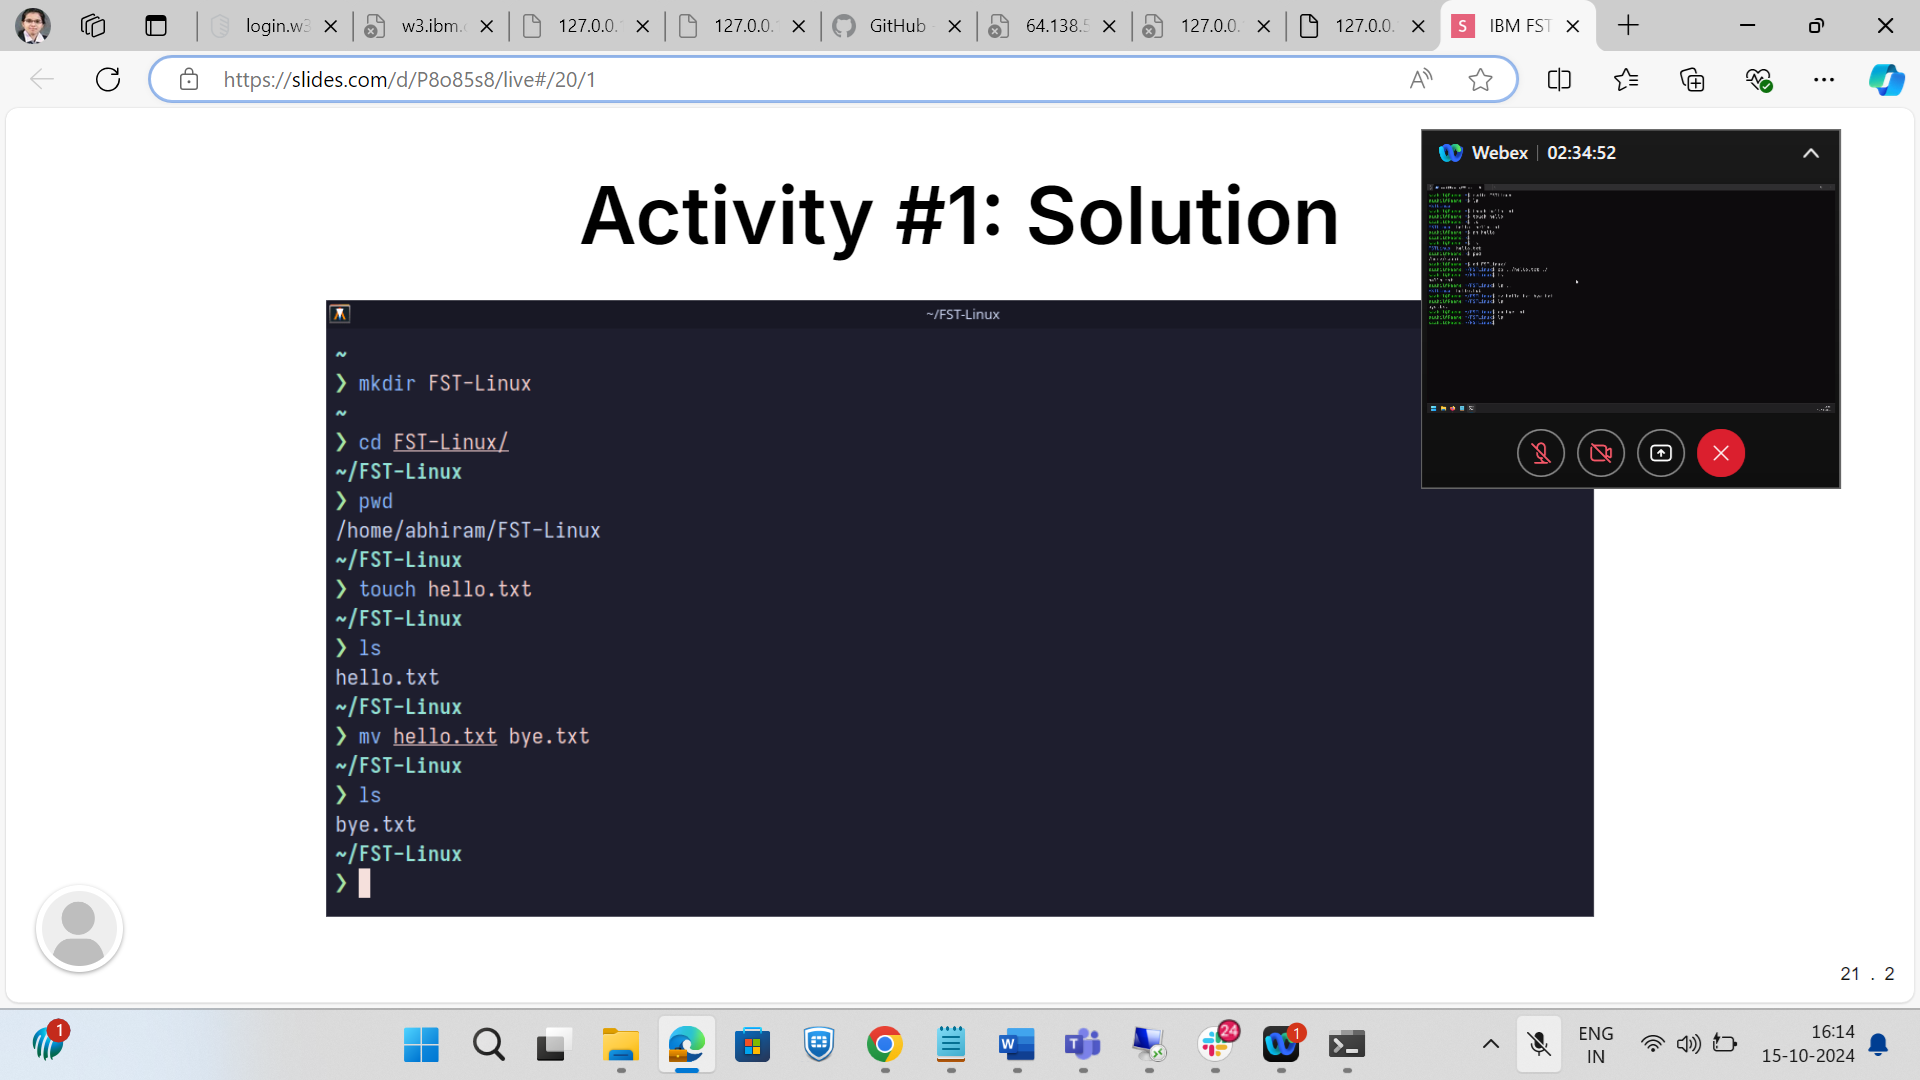 login.w3
w3.ibm.
127.0.0.
127.0.0.
GitHub
64.138.5
127.0.0.
127.0.0.
S IBM FST
https://slides.com/d/P8o85s8/live#/20/1
Webex 02:34:52
Activity #1: Solution
~/FST-Linux
~
❯ mkdir FST-Linux
~
❯ cd FST-Linux/
~/FST-Linux
❯ pwd
/home/abhiram/FST-Linux
~/FST-Linux
❯ touch hello.txt
~/FST-Linux
❯ ls
hello.txt
~/FST-Linux
❯ mv hello.txt bye.txt
~/FST-Linux
❯ ls
bye.txt
~/FST-Linux
❯
21 . 2
1
24
1
ENG
IN
16:14
15-10-2024